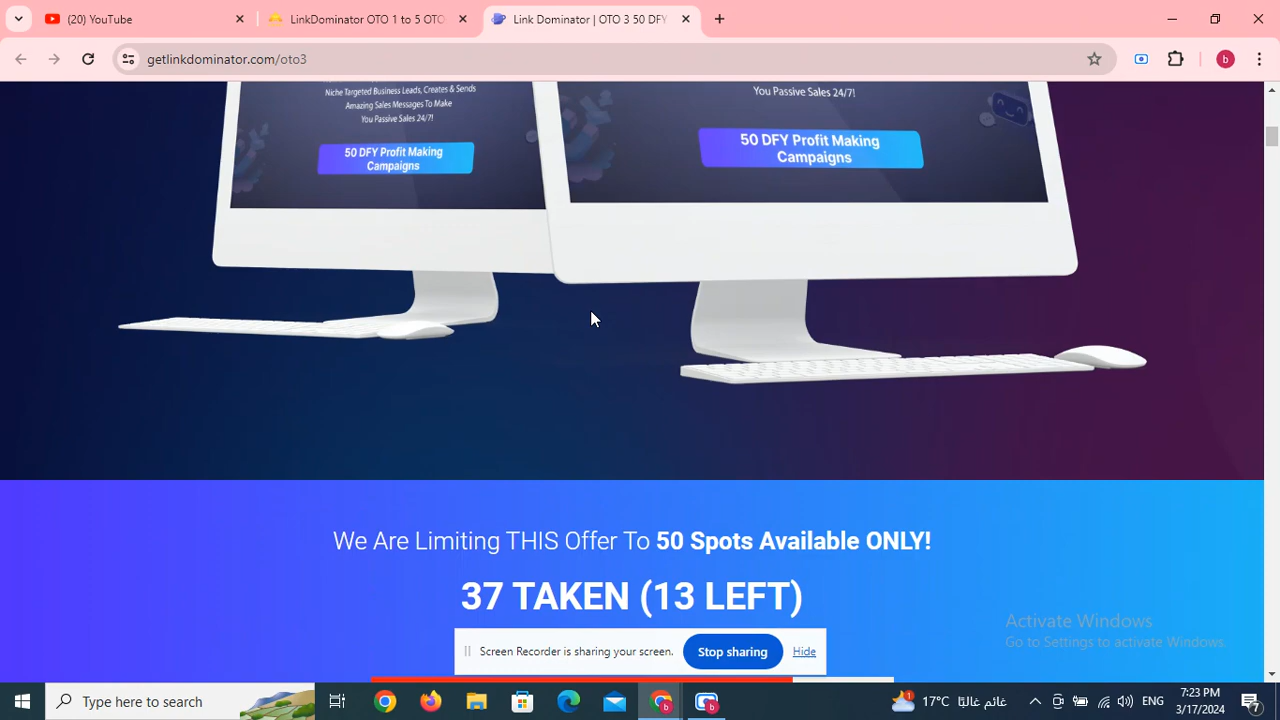 (20) YouTube
LinkDominator OTO 1 to 5 OTO
Link Dominator | OTO 3 50 DFY
getlinkdominator.com/oto3
b
Niche Targeted Business Leads, Creates & Sends
Amazing Sales Messages To Make
You Passive Sales 24/7!
50 DFY Profit Making
Campaigns
You Passive Sales 24/7!
50 DFY Profit Making
Campaigns
We Are Limiting THIS Offer To 50 Spots Available ONLY!
37 TAKEN (13 LEFT)
Activate Windows
Go to Settings to activate Windows.
Screen Recorder is sharing your screen.
Stop sharing
Hide
Type here to search
1
17°C غائم غالبًا
ENG
7:23 PM
3/17/2024
7